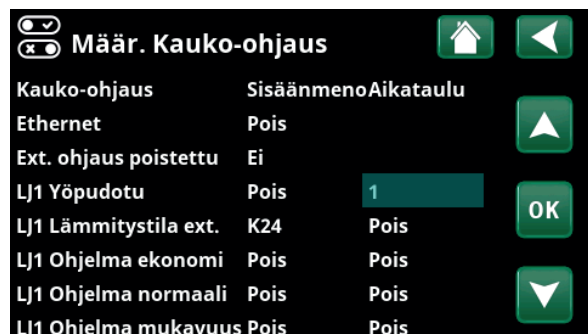 Määr. Kauko-ohjaus
Kauko-ohjaus SisäänmenoAikataulu
Ethernet Pois
Ext. ohjaus poistettu Ei
LJ1 Yöpudotu Pois 1
LJ1 Lämmitystila ext. K24 Pois
LJ1 Ohjelma ekonomi Pois Pois
LJ1 Ohjelma normaali Pois Pois
LJ1 Ohjelma mukavuus Pois Pois
OK